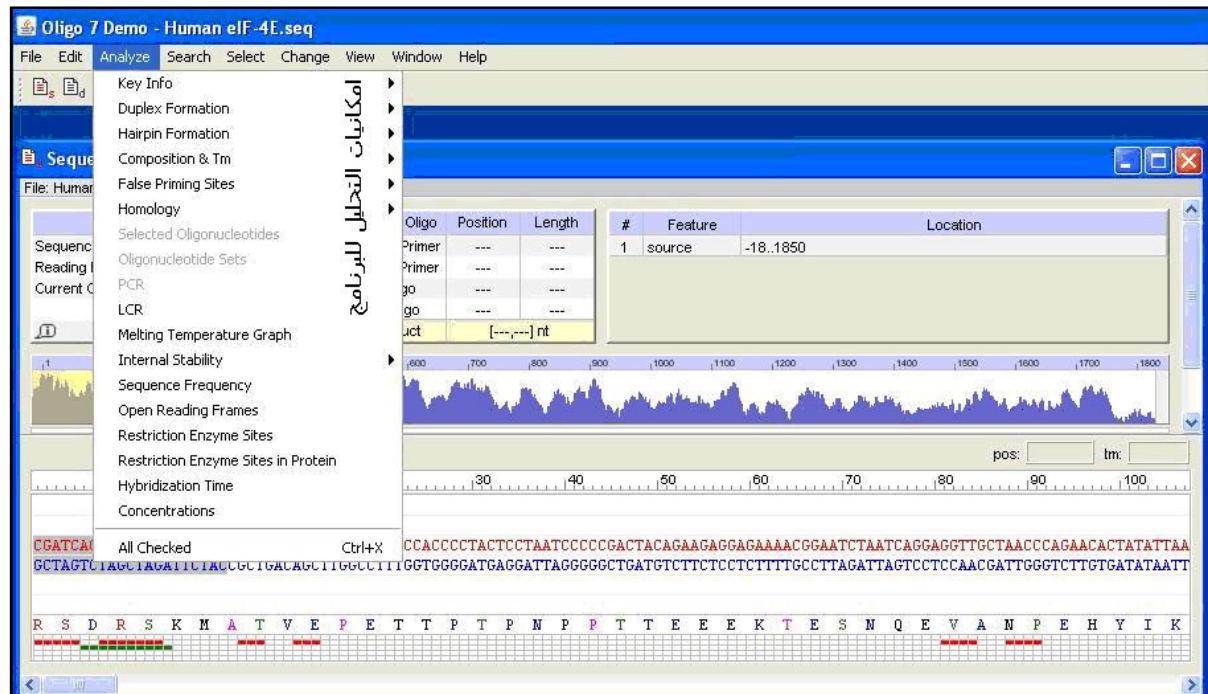 Oligo 7 Demo - Human eIF-4E.seq
File Edit Analyze Search Select Change View Window Help
Key Info
Duplex Formation
Hairpin Formation
Composition & Tm
False Priming Sites
Homology
Selected Oligonucleotides
Oligonucleotide Sets
PCR
LCR
Melting Temperature Graph
Internal Stability
Sequence Frequency
Open Reading Frames
Restriction Enzyme Sites
Restriction Enzyme Sites in Protein
Hybridization Time
Concentrations
All Checked Ctrl+X
امكانيات التحليل للبرنامج
Seque
File: Human
Oligo Position Length
Sequenc Primer --- ---
Reading Primer --- ---
Current O go --- ---
go --- ---
uct [---,---] nt
# Feature Location
1 source -18..1850
1 600 700 800 900 1000 1100 1200 1300 1400 1500 1600 1700 1800
pos: tm:
30 40 50 60 70 80 90 100
CGATCAG CCACCCCTACTCCTAATCCCCCGACTACAGAAGAGGAGAAAACGGAATCTAATCAGGAGGTTGCTAACCCAGAACACTATATTAA
GCTAGTCTAGCTAGATTCTACCGCTGACAGCTTGGCCTTTGGTGGGGATGAGGATTAGGGGGCTGATGTCTTCTCCTCTTTTGCCTTAGATTAGTCCTCCAACGATTGGGTCTTGTGATATAATT
R S D R S K M A T V E P E T T P T P N P P T T E E E K T E S N Q E V A N P E H Y I K